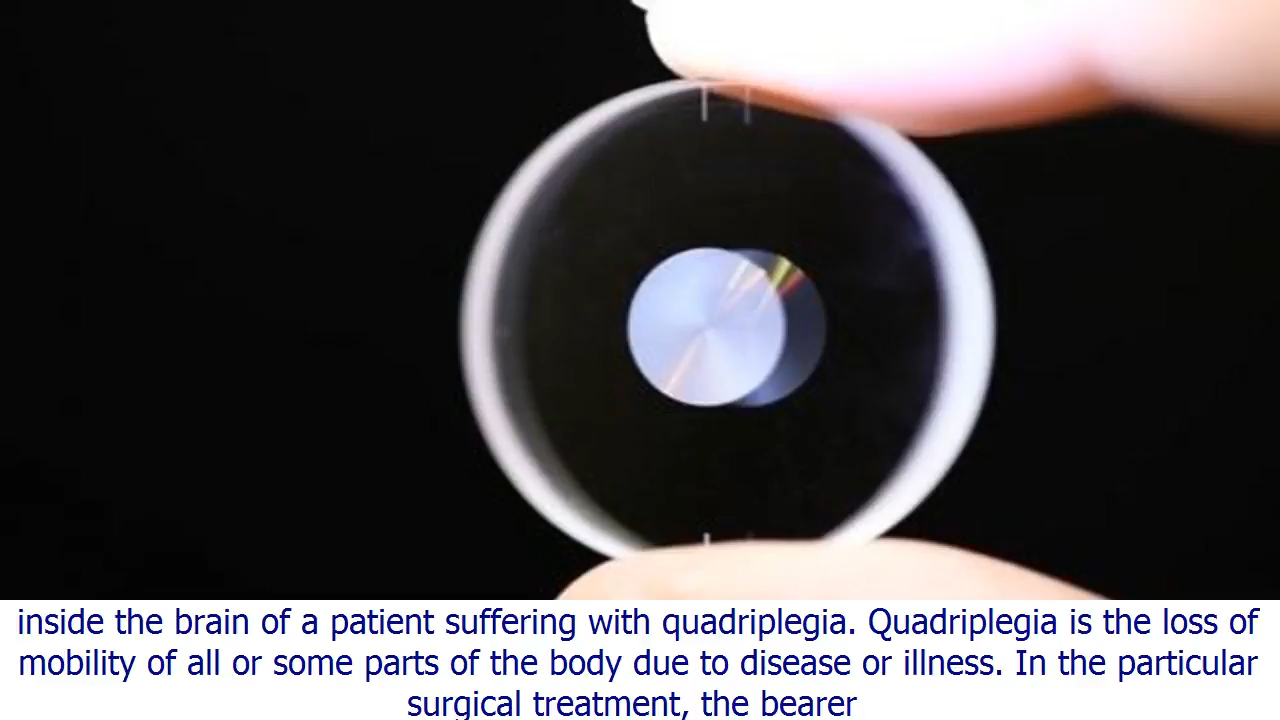 inside the brain of a patient suffering with quadriplegia. Quadriplegia is the loss of
mobility of all or some parts of the body due to disease or illness. In the particular
surgical treatment, the bearer